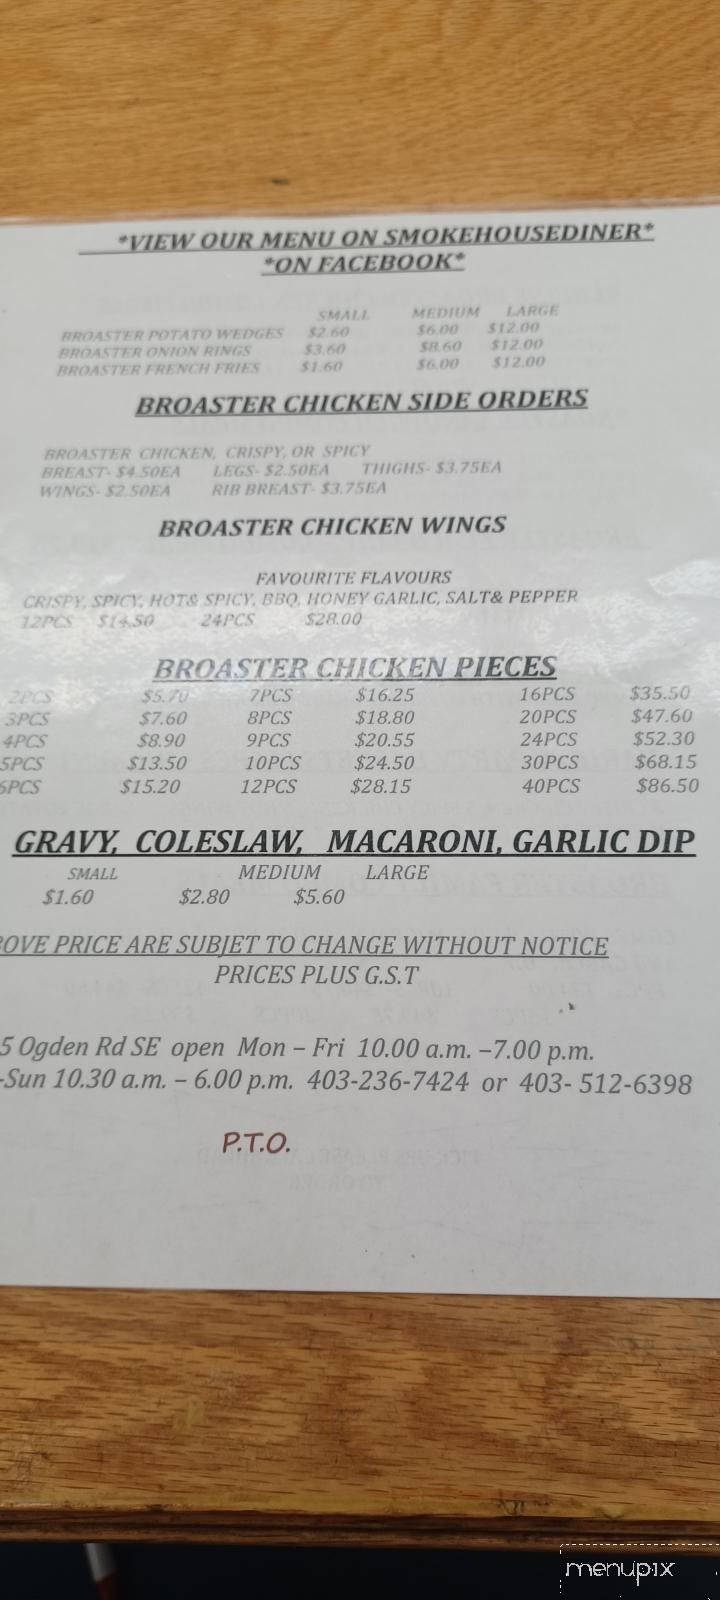 *VIEW OUR MENU ON SMOKEHOUSEDINER*
*ON FACEBOOK*
SMALL MEDIUM LARGE
BROASTER POTATO WEDGES $2.60 $6.00 $12.00
BROASTER ONION RINGS $3.60 $8.60 $12.00
BROASTER FRENCH FRIES $1.60 $6.00 $12.00
BROASTER CHICKEN SIDE ORDERS
BROASTER CHICKEN, CRISPY, OR SPICY
BREAST- $4.50EA LEGS- $2.50EA THIGHS- $3.75EA
WINGS- $2.50EA RIB BREAST- $3.75EA
BROASTER CHICKEN WINGS
FAVOURITE FLAVOURS
CRISPY, SPICY, HOT& SPICY, BBQ, HONEY GARLIC, SALT& PEPPER
12PCS $14.50 24PCS $28.00
BROASTER CHICKEN PIECES
2PCS $5.70 7PCS $16.25 16PCS $35.50
3PCS $7.60 8PCS $18.80 20PCS $47.60
4PCS $8.90 9PCS $20.55 24PCS $52.30
5PCS $13.50 10PCS $24.50 30PCS $68.15
6PCS $15.20 12PCS $28.15 40PCS $86.50
GRAVY, COLESLAW, MACARONI, GARLIC DIP
SMALL MEDIUM LARGE
$1.60 $2.80 $5.60
OVE PRICE ARE SUBJET TO CHANGE WITHOUT NOTICE
PRICES PLUS G.S.T
5 Ogden Rd SE open Mon – Fri 10.00 a.m. –7.00 p.m.
-Sun 10.30 a.m. – 6.00 p.m. 403-236-7424 or 403- 512-6398
P.T.O.
menupix